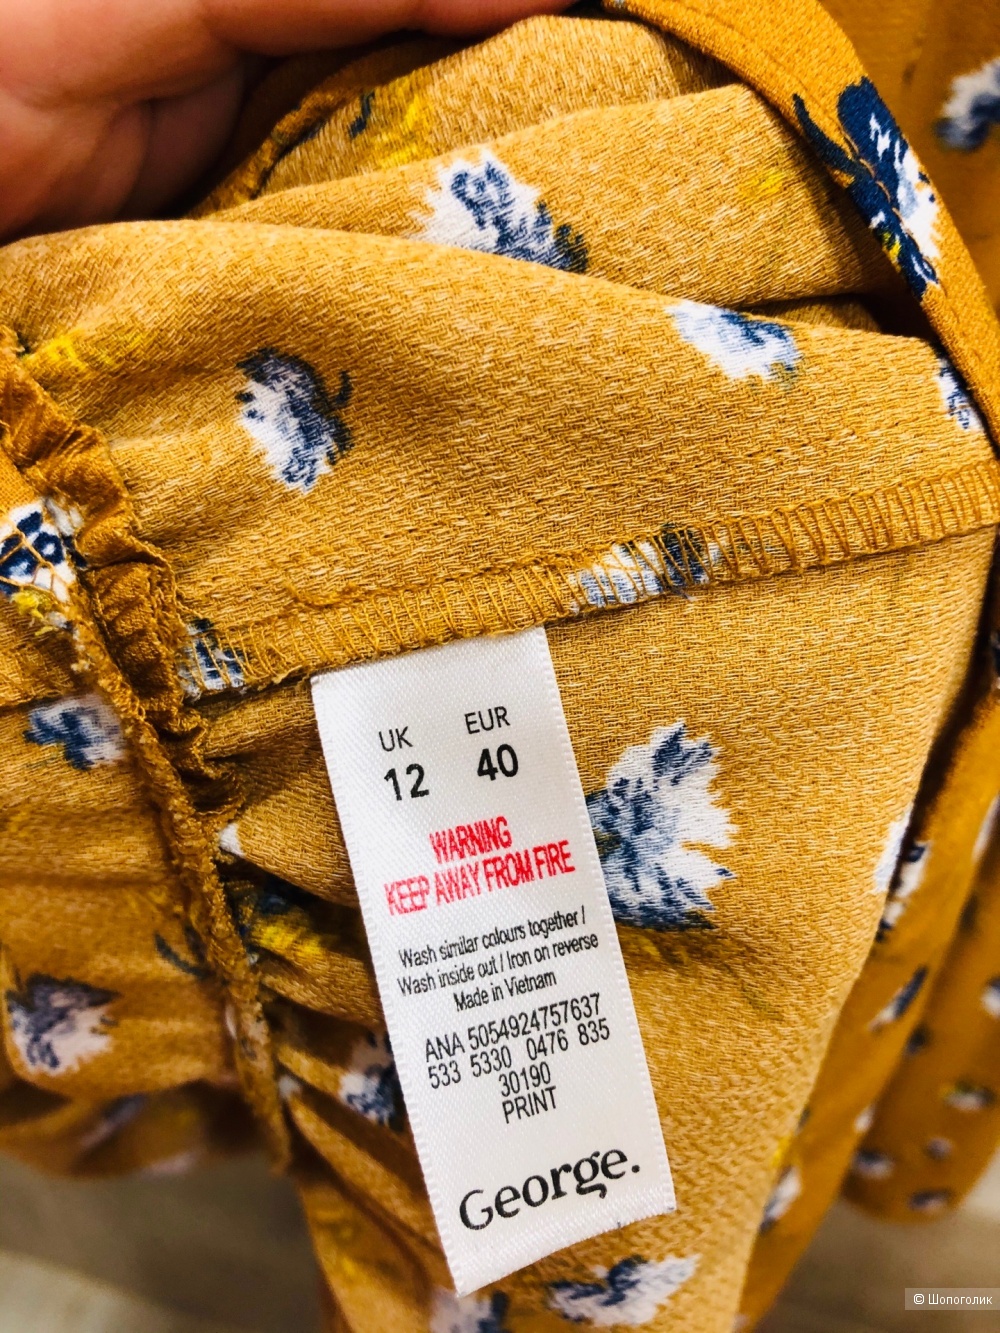 UK EUR
12 40
WARNING
KEEP AWAY FROM FIRE
Wash similar colours together /
Wash inside out / Iron on reverse
Made in Vietnam
ANA 5054924757637
533 5330 0476 835
30190
PRINT
George.
© Шопоголик